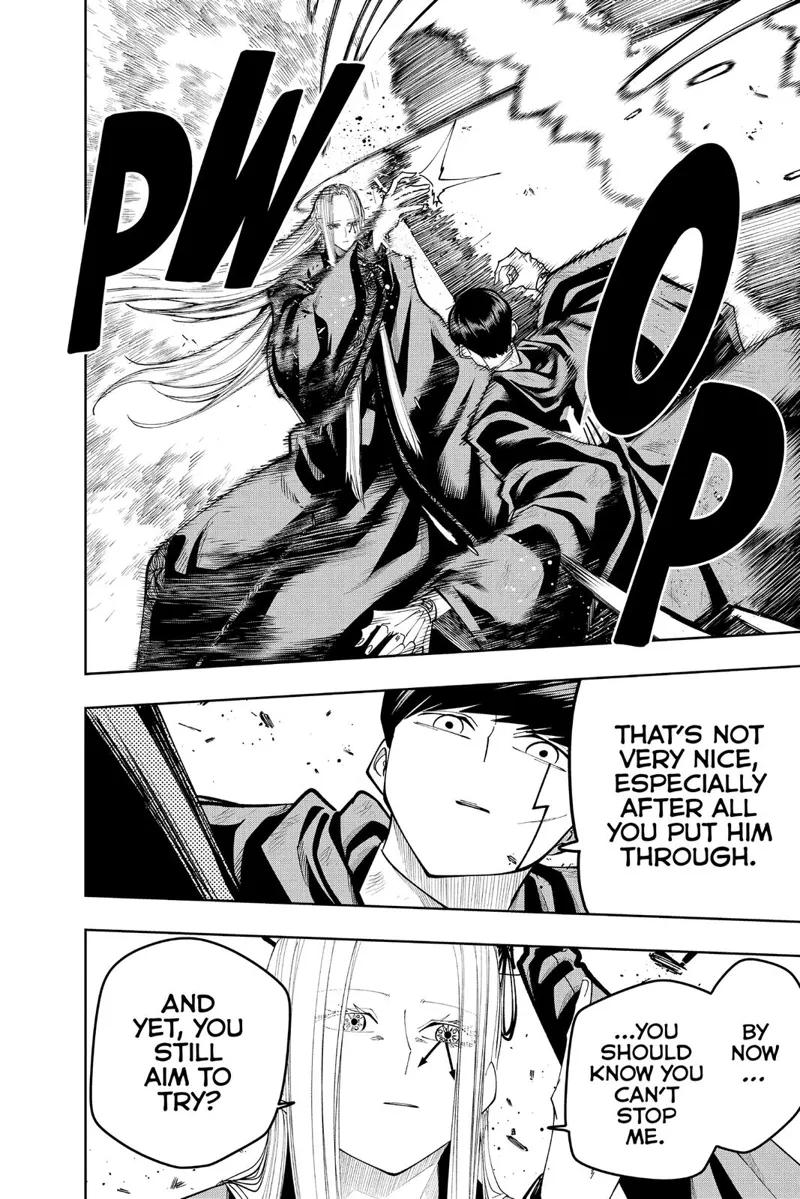 PWOP
THAT'S NOT
VERY NICE,
ESPECIALLY
AFTER ALL
YOU PUT HIM
THROUGH.
BY
NOW
...
...YOU
SHOULD
KNOW YOU
CAN'T
STOP
ME.
AND
YET, YOU
STILL
AIM TO
TRY?